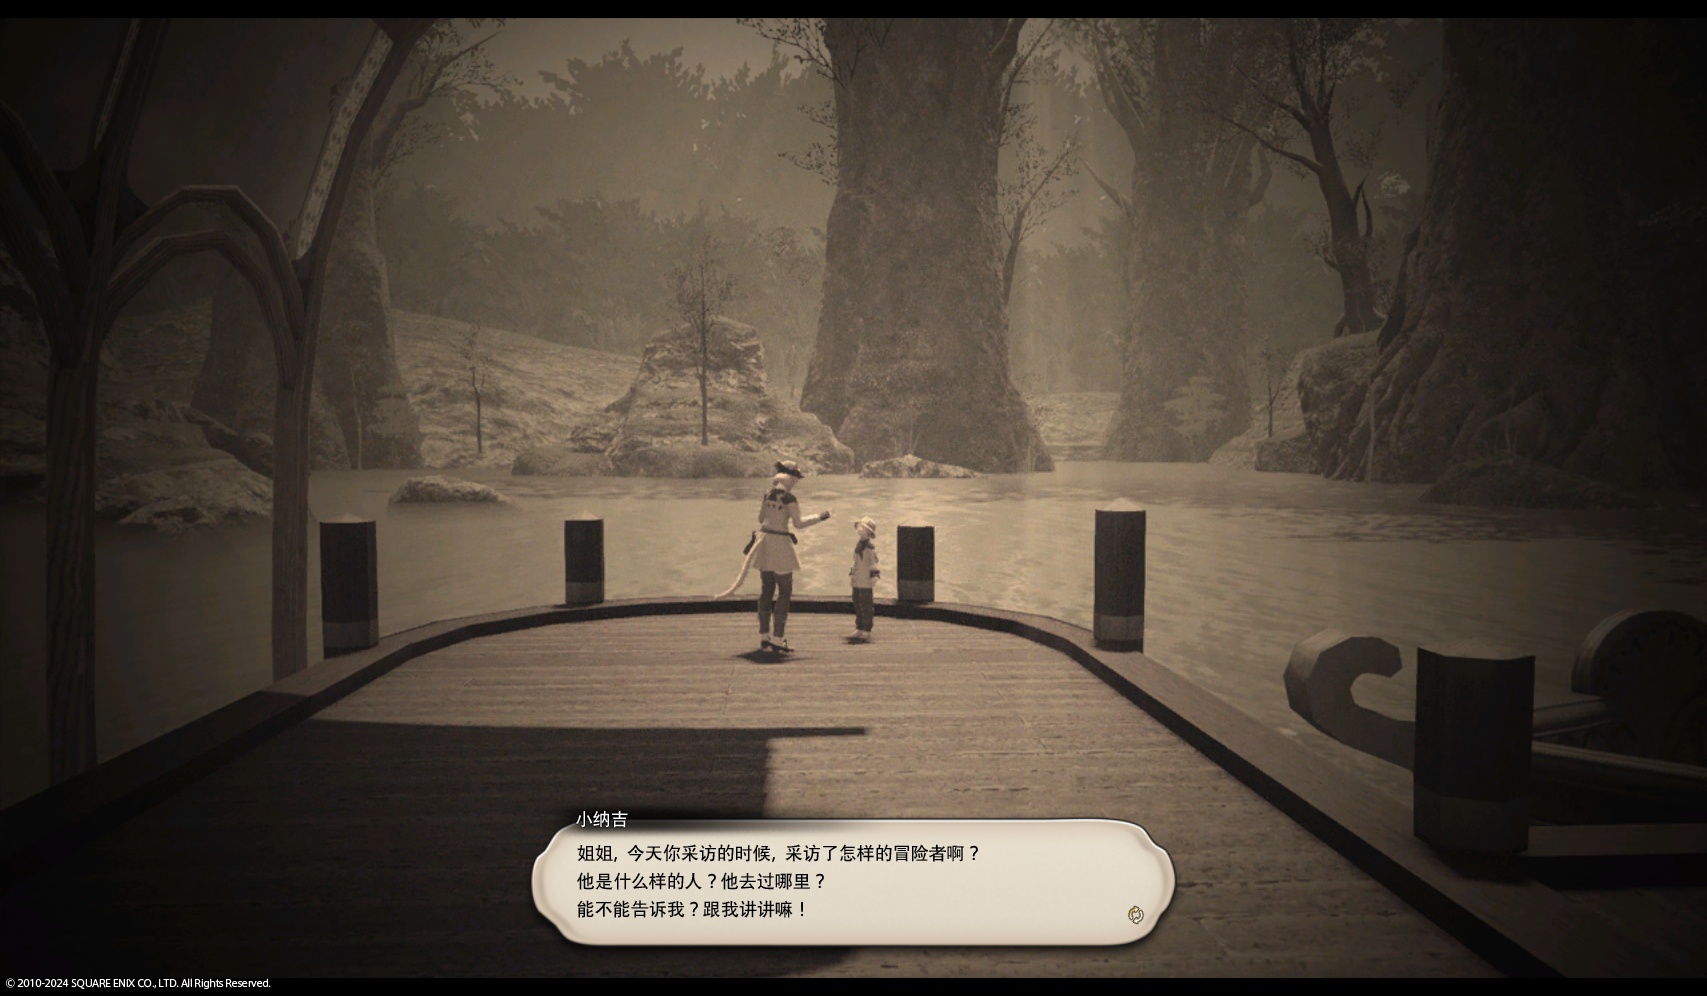 小纳吉
姐姐，今天你采访的时候，采访了怎样的冒险者啊？
他是什么样的人？他去过哪里？
能不能告诉我？跟我讲讲嘛！
© 2010-2024 SQUARE ENIX CO., LTD. All Rights Reserved.